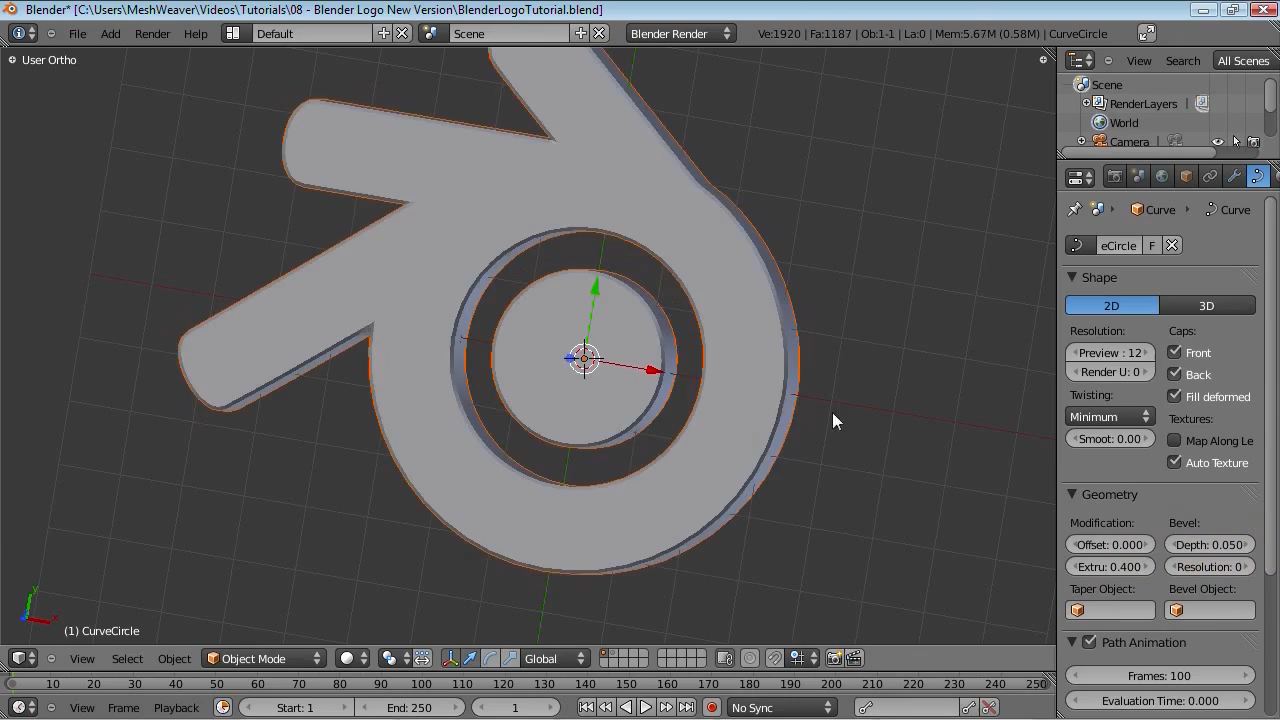 Blender* [C:\Users\MeshWeaver\Videos\Tutorials\08 - Blender Logo New Version\BlenderLogoTutorial.blend]
File Add Render Help Default Scene Blender Render Ve:1920 | Fa:1187 | Ob:1-1 | La:0 | Mem:5.67M (0.58M) | CurveCircle
User Ortho
View Search All Scenes
Scene
RenderLayers
World
Camera
Curve Curve
eCircle F
Shape
2D 3D
Resolution: Caps:
Preview : 12 Front
Render U: 0 Back
Twisting: Fill deformed
Minimum Textures:
Smoot: 0.00 Map Along Le
Auto Texture
Geometry
Modification: Bevel:
Offset: 0.000 Depth: 0.050
Extru: 0.400 Resolution: 0
Taper Object: Bevel Object:
Path Animation
Frames: 100
Evaluation Time: 0.000
y
x
(1) CurveCircle
View Select Object Object Mode Global
10 20 30 40 50 60 70 80 90 100 110 120 130 140 150 160 170 180 190 200 210 220 230 240 250
View Frame Playback Start: 1 End: 250 1 No Sync